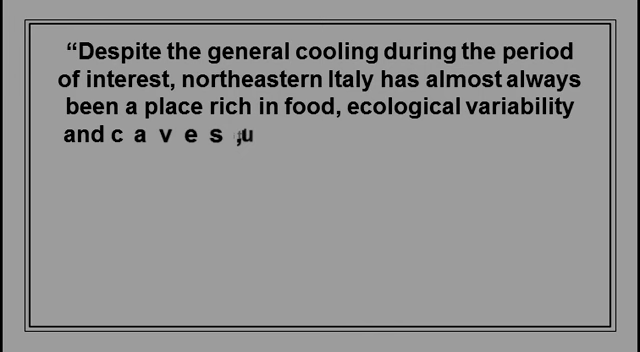 “Despite the general cooling during the period
of interest, northeastern Italy has almost always
been a place rich in food, ecological variability
and caves